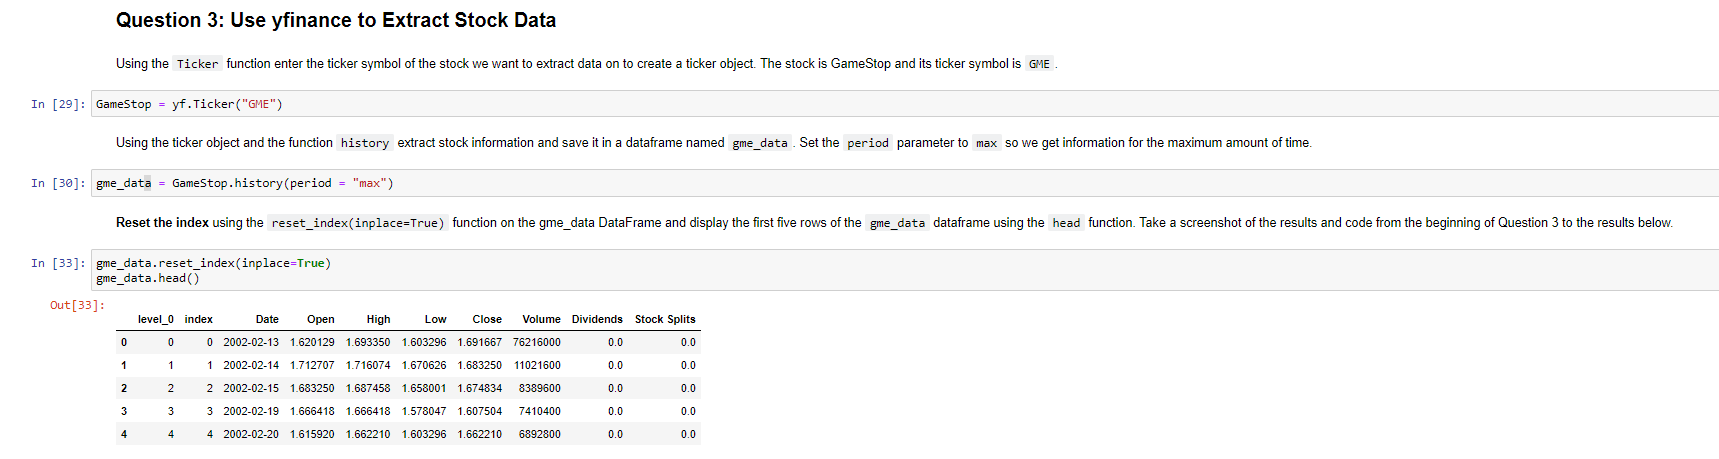 Question 3: Use yfinance to Extract Stock Data
Using the Ticker function enter the ticker symbol of the stock we want to extract data on to create a ticker object. The stock is GameStop and its ticker symbol is GME .
In [29]: GameStop = yf.Ticker("GME")
Using the ticker object and the function history extract stock information and save it in a dataframe named gme_data . Set the period parameter to max so we get information for the maximum amount of time.
In [30]: gme_data = GameStop.history(period = "max")
Reset the index using the reset_index(inplace=True) function on the gme_data DataFrame and display the first five rows of the gme_data dataframe using the head function. Take a screenshot of the results and code from the beginning of Question 3 to the results below.
In [33]: gme_data.reset_index(inplace=True)
gme_data.head()
Out[33]:
level_0 index Date Open High Low Close Volume Dividends Stock Splits
0 0 0 2002-02-13 1.620129 1.693350 1.603296 1.691667 76216000 0.0 0.0
1 1 1 2002-02-14 1.712707 1.716074 1.670626 1.683250 11021600 0.0 0.0
2 2 2 2002-02-15 1.683250 1.687458 1.658001 1.674834 8389600 0.0 0.0
3 3 3 2002-02-19 1.666418 1.666418 1.578047 1.607504 7410400 0.0 0.0
4 4 4 2002-02-20 1.615920 1.662210 1.603296 1.662210 6892800 0.0 0.0